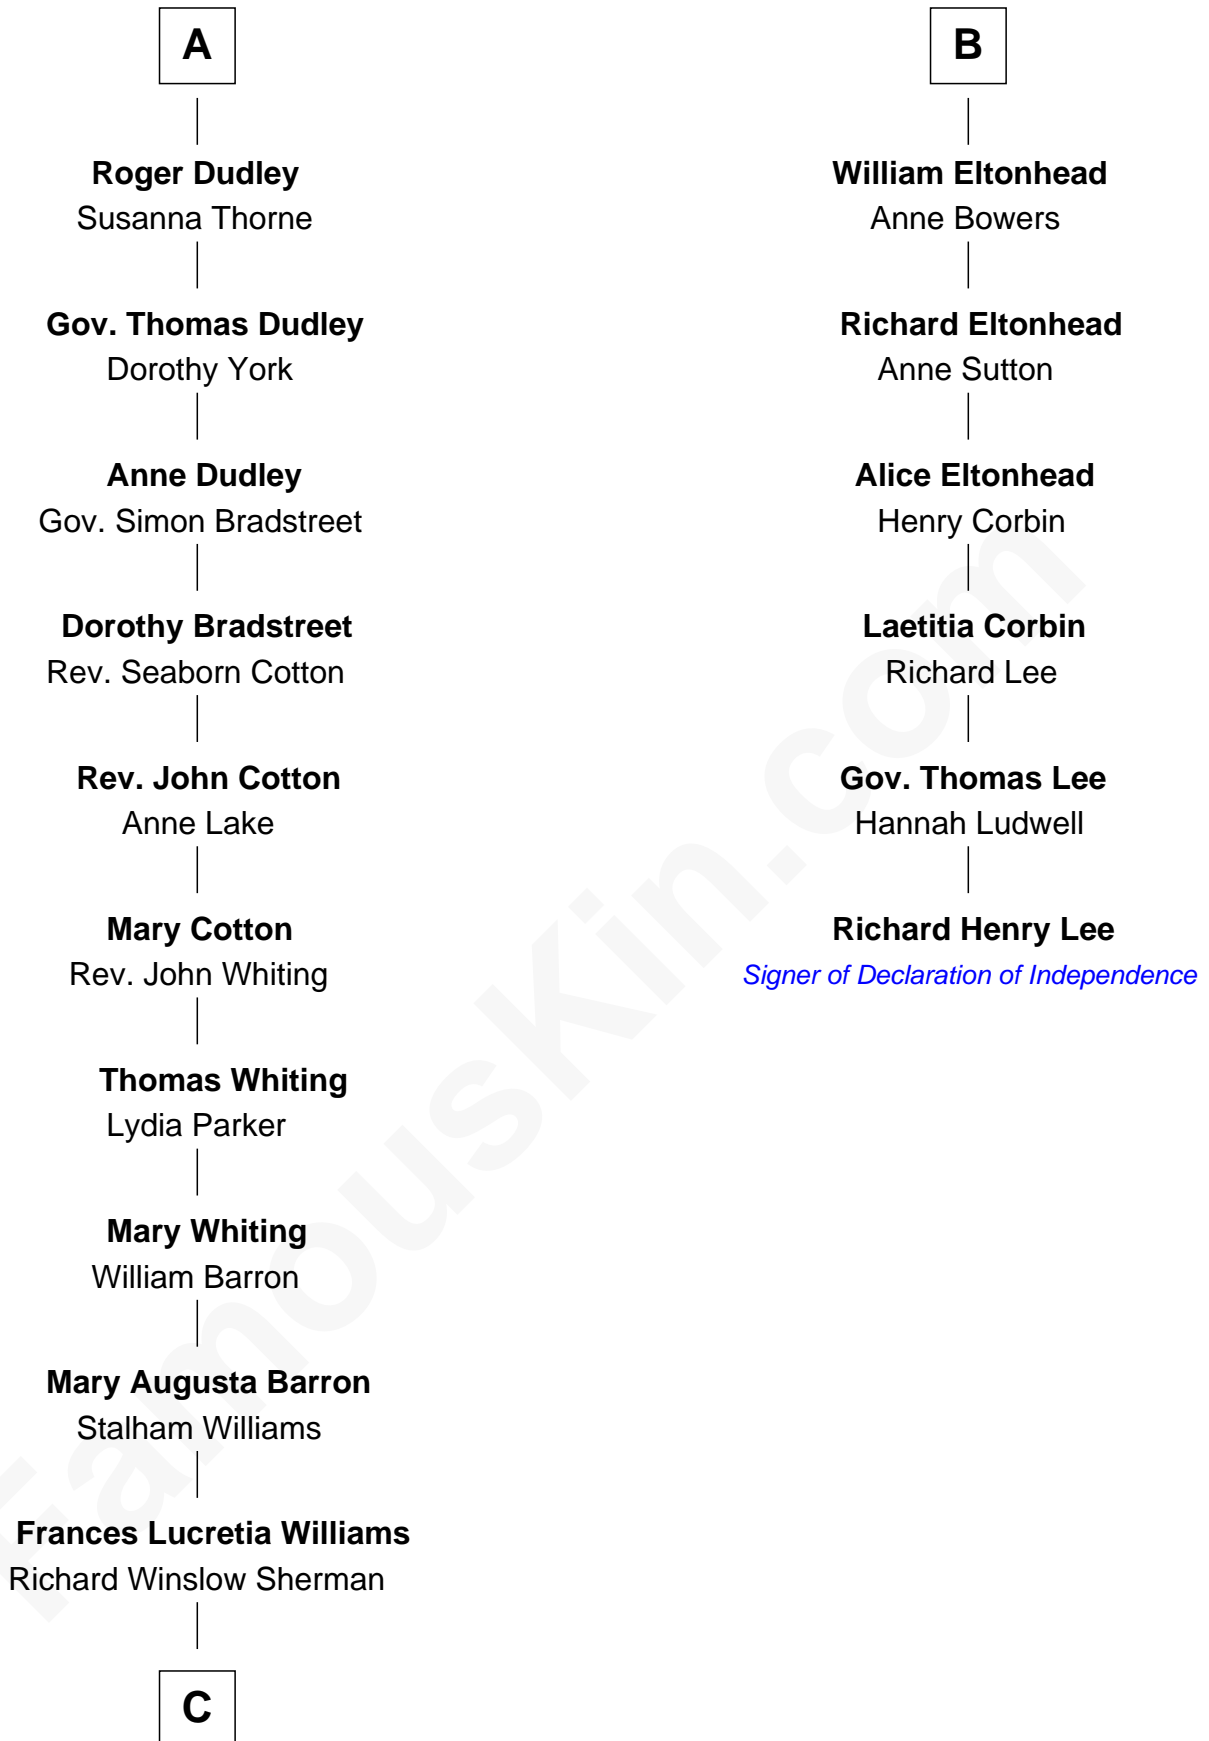 A
Roger Dudley
Susanna Thorne
Gov. Thomas Dudley
Dorothy York
Anne Dudley
Gov. Simon Bradstreet
Dorothy Bradstreet
Rev. Seaborn Cotton
Rev. John Cotton
Anne Lake
Mary Cotton
Rev. John Whiting
Thomas Whiting
Lydia Parker
Mary Whiting
William Barron
Mary Augusta Barron
Stalham Williams
Frances Lucretia Williams
Richard Winslow Sherman
C
B
William Eltonhead
Anne Bowers
Richard Eltonhead
Anne Sutton
Alice Eltonhead
Henry Corbin
Laetitia Corbin
Richard Lee
Gov. Thomas Lee
Hannah Ludwell
Richard Henry Lee
Signer of Declaration of Independence
FamousKin.com